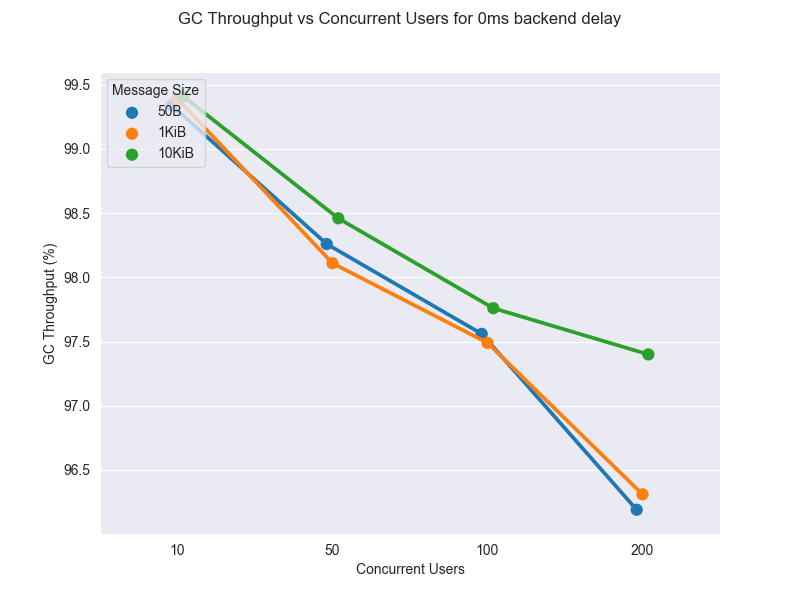 GC Throughput vs Concurrent Users for 0ms backend delay
Message Size
50B
1KiB
10KiB
99.5
99.0
98.5
98.0
97.5
97.0
96.5
GC Throughput (%)
10 50 100 200
Concurrent Users